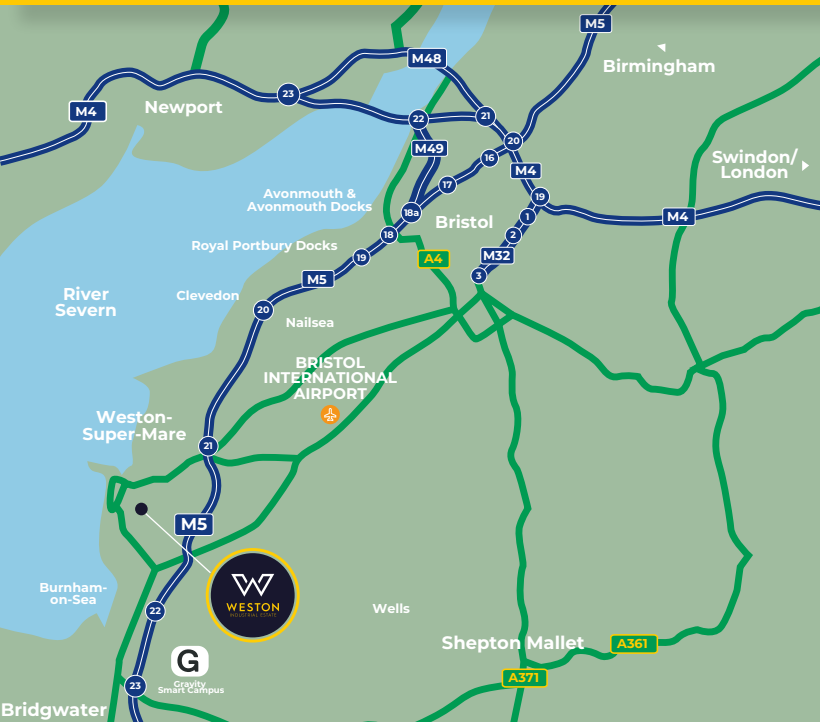 M5
Birmingham
M48
23
M4
Newport
22
21
20
M49
16
M4
Swindon/
London
17
19
Avonmouth &
Avonmouth Docks
18a
1
M4
Bristol
18
2
Royal Portbury Docks
19
A4
M32
3
M5
River
Severn
Clevedon
20
Nailsea
BRISTOL
INTERNATIONAL
AIRPORT
Weston-
Super-Mare
21
M5
Burnham-
on-Sea
W
WESTON
INDUSTRIAL ESTATE
22
Wells
Shepton Mallet
A361
G
Gravity
Smart Campus
A371
23
Bridgwater